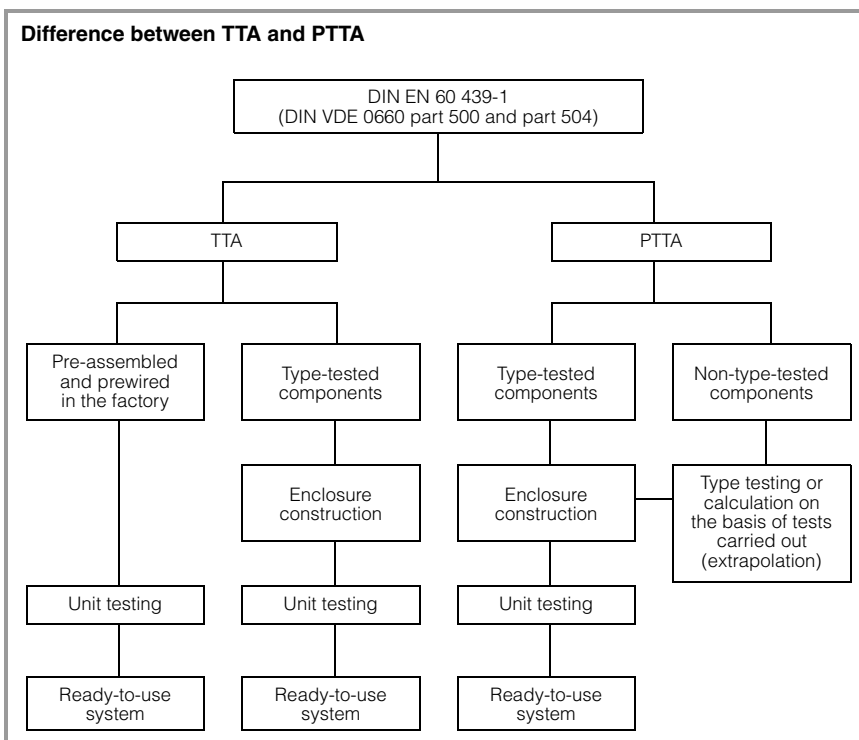 Difference between TTA and PTTA
DIN EN 60 439-1
(DIN VDE 0660 part 500 and part 504)
TTA
PTTA
Pre-assembled
and prewired
in the factory
Type-tested
components
Type-tested
components
Non-type-tested
components
Enclosure
construction
Enclosure
construction
Type testing or
calculation on
the basis of tests
carried out
(extrapolation)
Unit testing
Unit testing
Unit testing
Ready-to-use
system
Ready-to-use
system
Ready-to-use
system